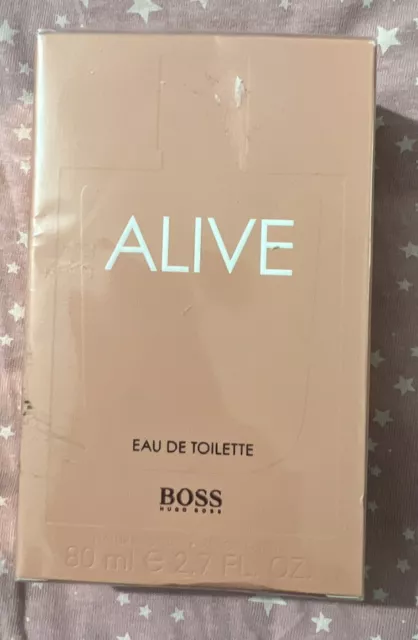 ALIVE
EAU DE TOILETTE
BOSS
HUGO BOSS
80 ml e 2.7 FL. OZ.